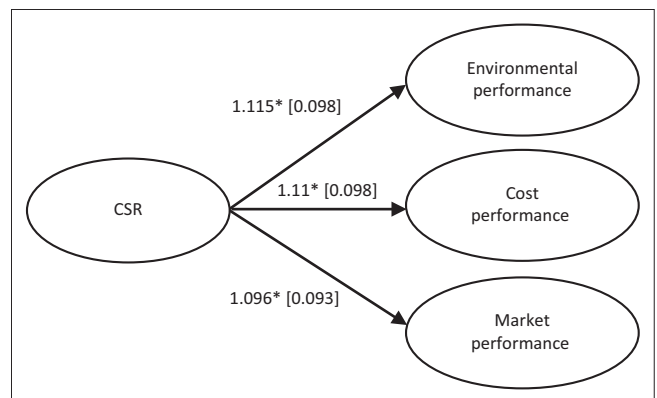 Environmental
performance
1.115* [0.098]
CSR
1.11* [0.098]
Cost
performance
1.096* [0.093]
Market
performance